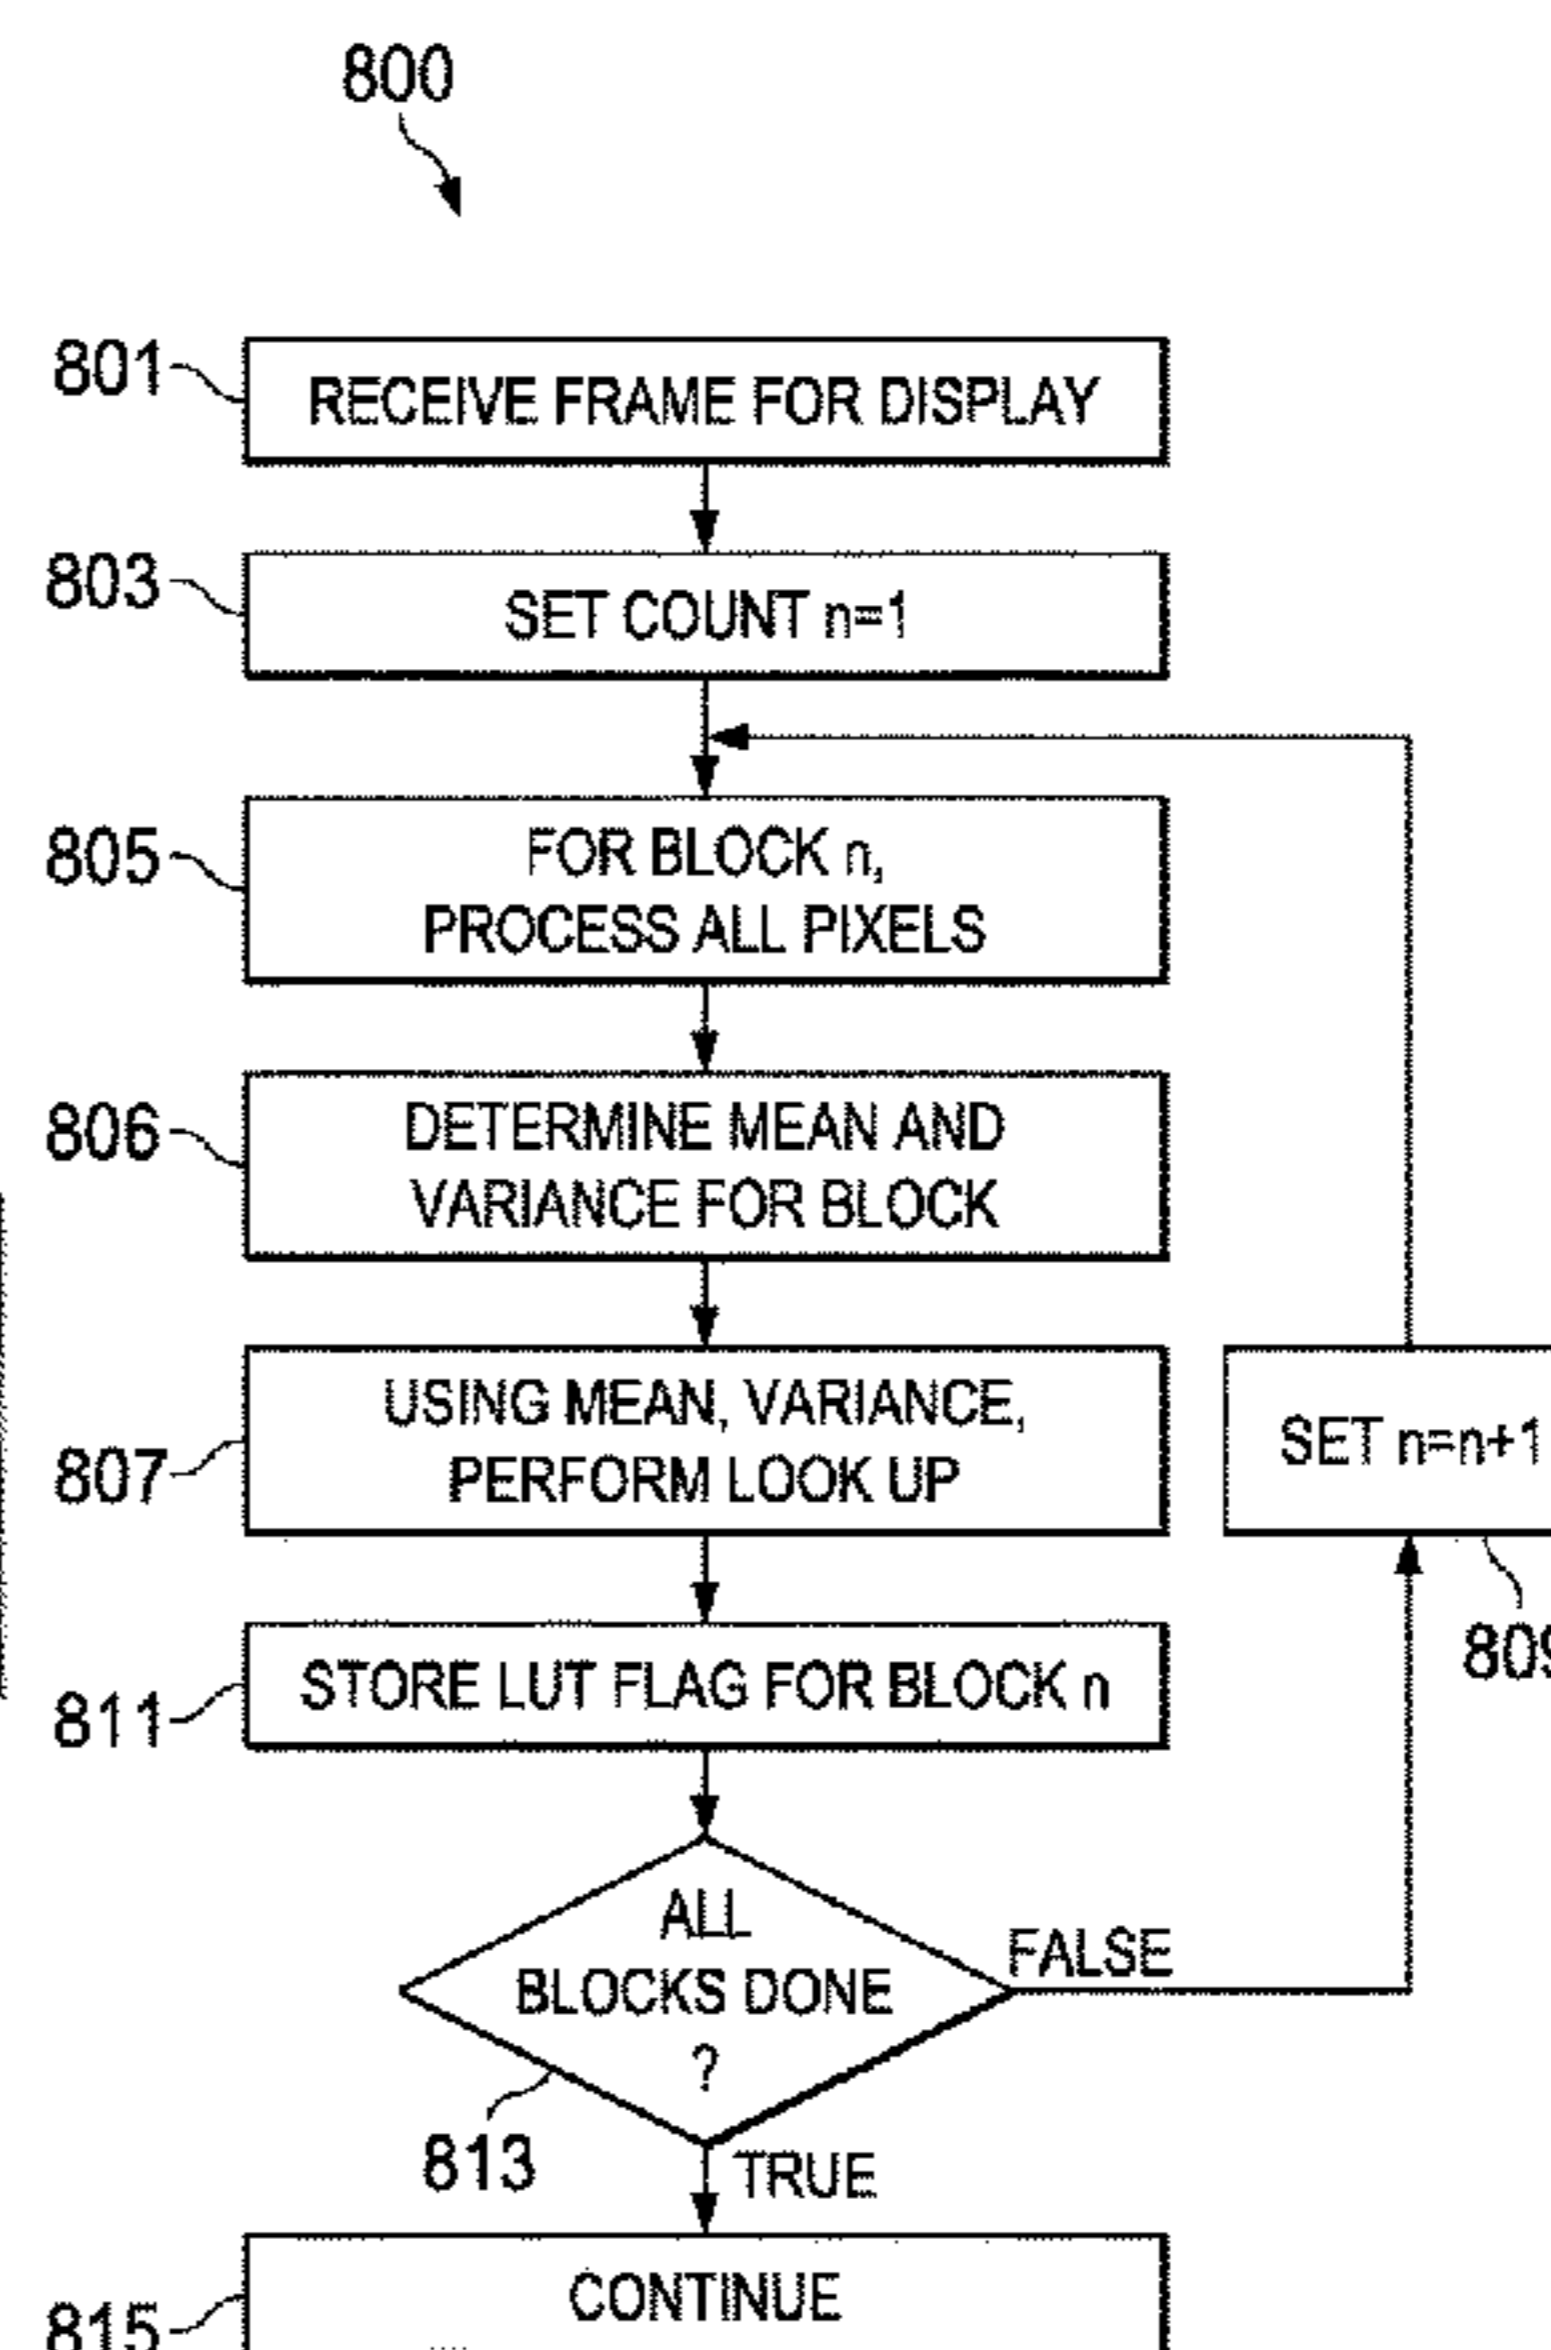 800
801
RECEIVE FRAME FOR DISPLAY
803
SET COUNT n=1
805
FOR BLOCK n,
PROCESS ALL PIXELS
806
DETERMINE MEAN AND
VARIANCE FOR BLOCK
807
USING MEAN, VARIANCE,
PERFORM LOOK UP
SET n=n+1
809
811
STORE LUT FLAG FOR BLOCK n
ALL
BLOCKS DONE
?
FALSE
813
TRUE
815
CONTINUE